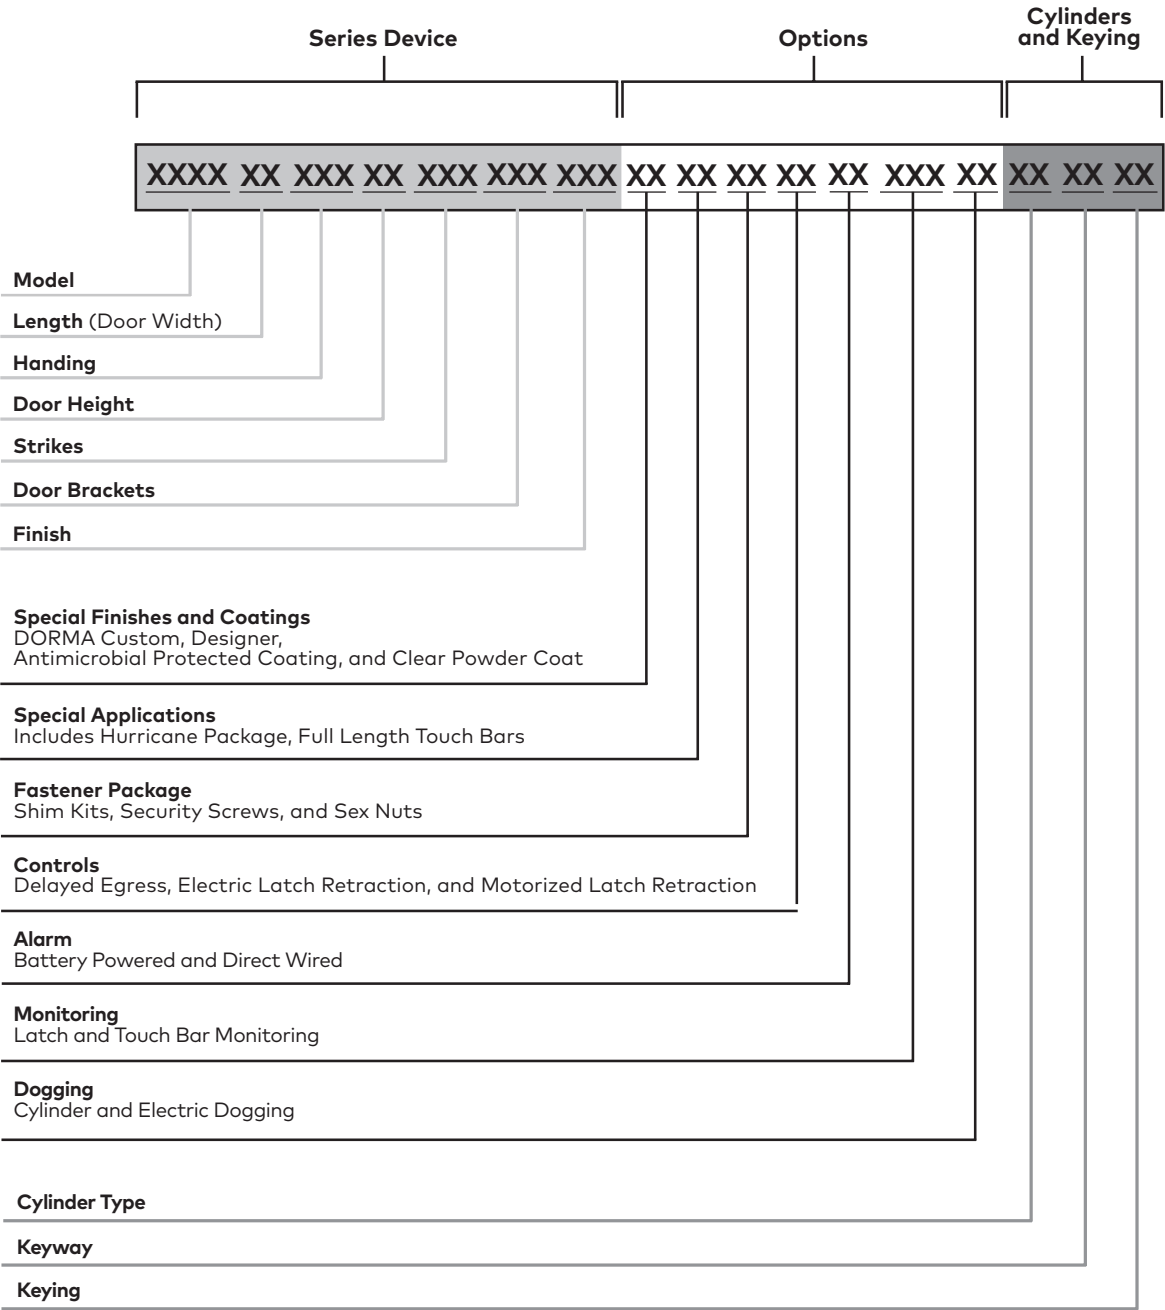 Series Device
Options
Cylinders
and Keying
XXXX XX XXX XX XXX XXX XXX XX XX XX XX XX XXX XX XX XX XX
Model
Length (Door Width)
Handing
Door Height
Strikes
Door Brackets
Finish
Special Finishes and Coatings
DORMA Custom, Designer,
Antimicrobial Protected Coating, and Clear Powder Coat
Special Applications
Includes Hurricane Package, Full Length Touch Bars
Fastener Package
Shim Kits, Security Screws, and Sex Nuts
Controls
Delayed Egress, Electric Latch Retraction, and Motorized Latch Retraction
Alarm
Battery Powered and Direct Wired
Monitoring
Latch and Touch Bar Monitoring
Dogging
Cylinder and Electric Dogging
Cylinder Type
Keyway
Keying